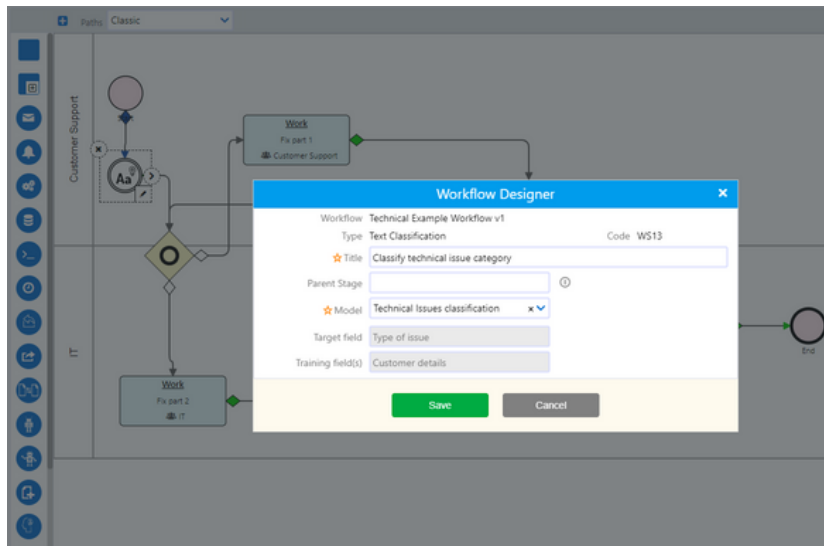 Paths Classic
Customer Support
Work
Fix part 1
Customer Support
Aa
Workflow Designer
Workflow Technical Example Workflow v1
Type Text Classification Code WS13
Title Classify technical issue category
Parent Stage
Model Technical Issues classification
Target field Type of issue
Training field(s) Customer details
Save Cancel
IT
Work
Fix part 2
IT
End